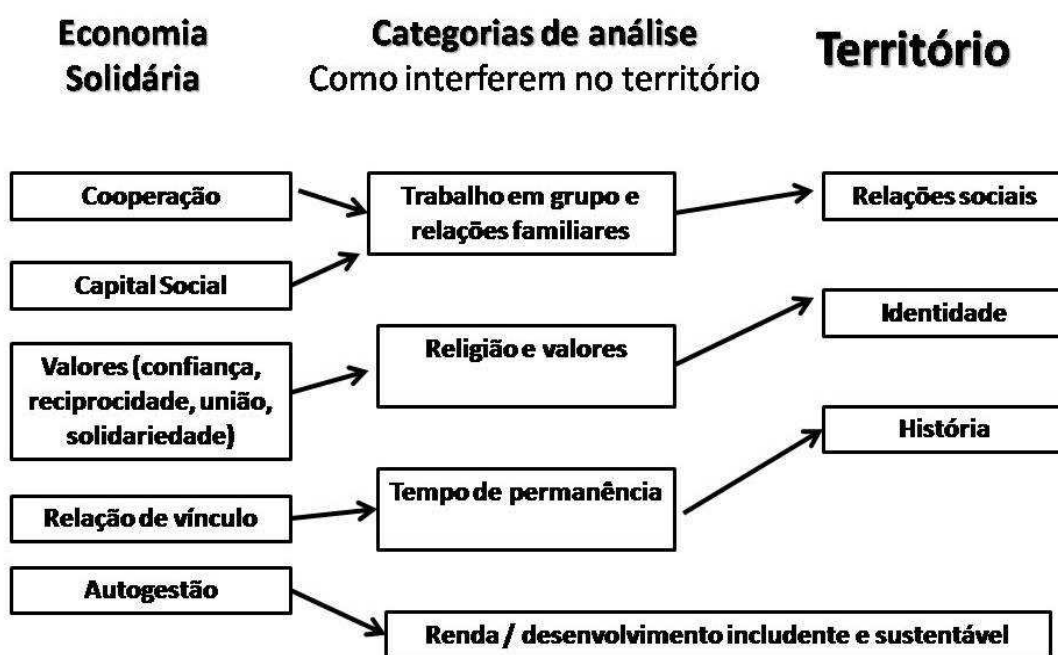 Economia
Solidária
Categorias de análise
Como interferem no território
Território
Cooperação
Capital Social
Valores (confiança,
reciprocidade, união,
solidariedade)
Relação de vínculo
Autogestão
Trabalho em grupo e
relações familiares
Religião e valores
Tempo de permanência
Relações sociais
Identidade
História
Renda / desenvolvimento includente e sustentável